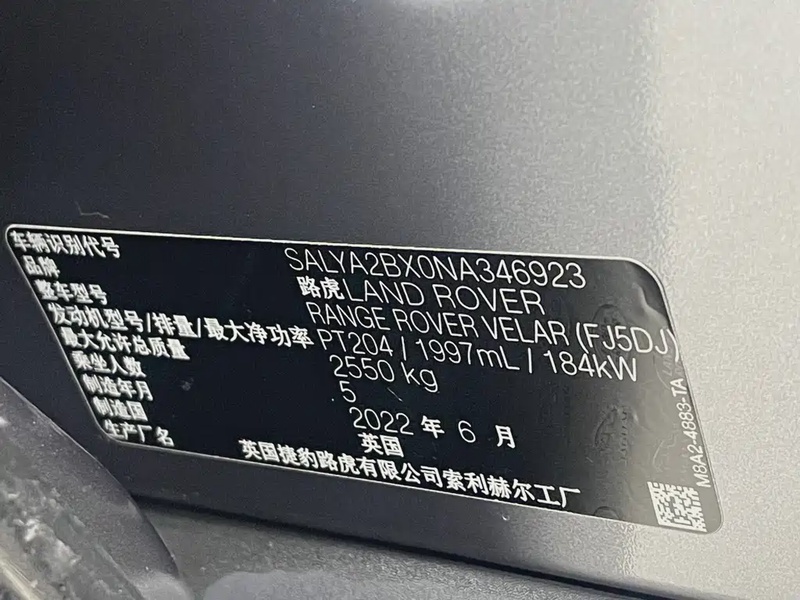 车辆识别代号 SALYA2BX0NA346923
品牌 路虎LAND ROVER
整车型号 RANGE ROVER VELAR (FJ5DJ)
发动机型号/排量/最大净功率 PT204 / 1997mL / 184kW
最大允许总质量 2550 kg
乘坐人数 5
制造年月 2022 年 6 月
制造国 英国
生产厂名 英国捷豹路虎有限公司索利赫尔工厂
M8A2-4883-TA